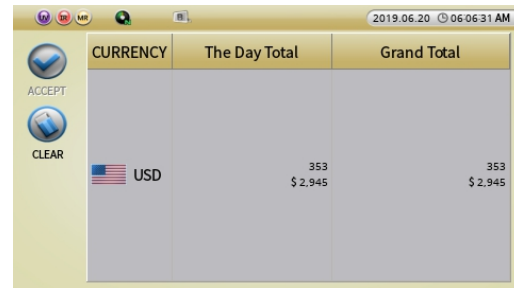 UV DR MR 2019.06.20 06:06:31 AM
CURRENCY The Day Total Grand Total
ACCEPT
CLEAR
USD
353 353
$ 2,945 $ 2,945